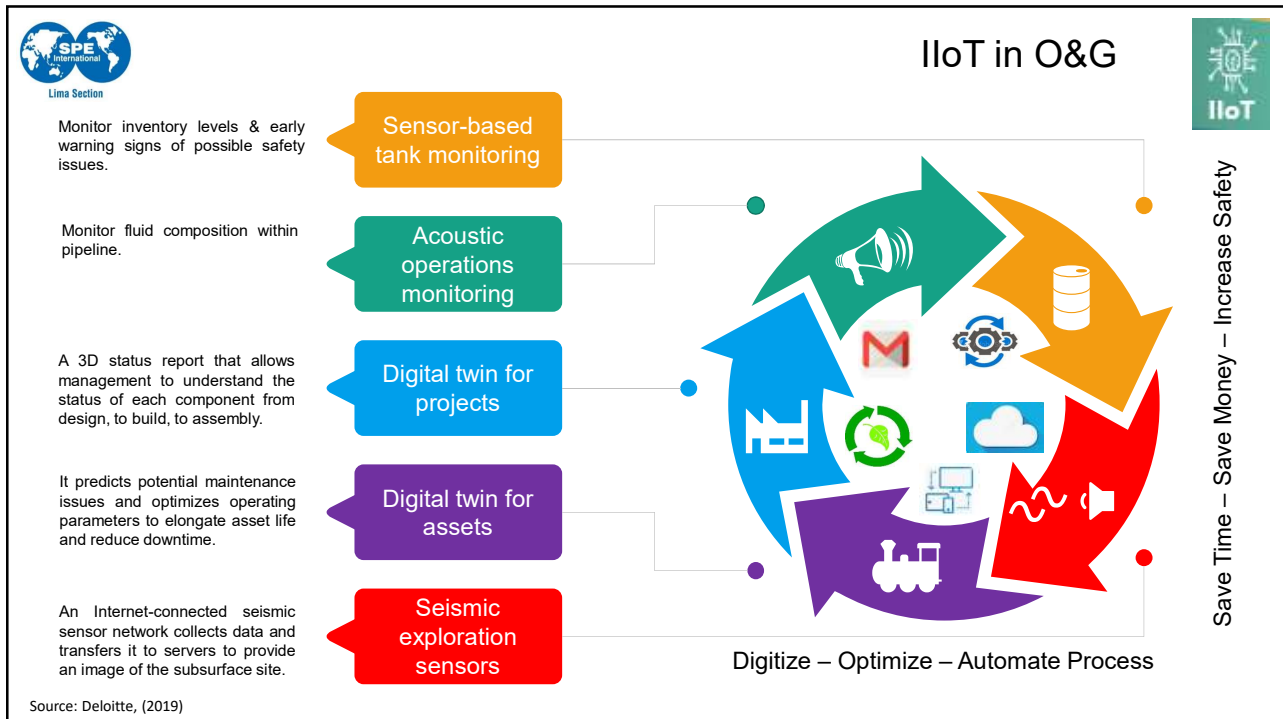 SPE
International
Lima Section
IIoT in O&G
IIoT
Monitor inventory levels & early
warning signs of possible safety
issues.
Sensor-based
tank monitoring
Monitor fluid composition within
pipeline.
Acoustic
operations
monitoring
A 3D status report that allows
management to understand the
status of each component from
design, to build, to assembly.
Digital twin for
projects
It predicts potential maintenance
issues and optimizes operating
parameters to elongate asset life
and reduce downtime.
Digital twin for
assets
An Internet-connected seismic
sensor network collects data and
transfers it to servers to provide
an image of the subsurface site.
Seismic
exploration
sensors
Save Time – Save Money – Increase Safety
Digitize – Optimize – Automate Process
Source: Deloitte, (2019)